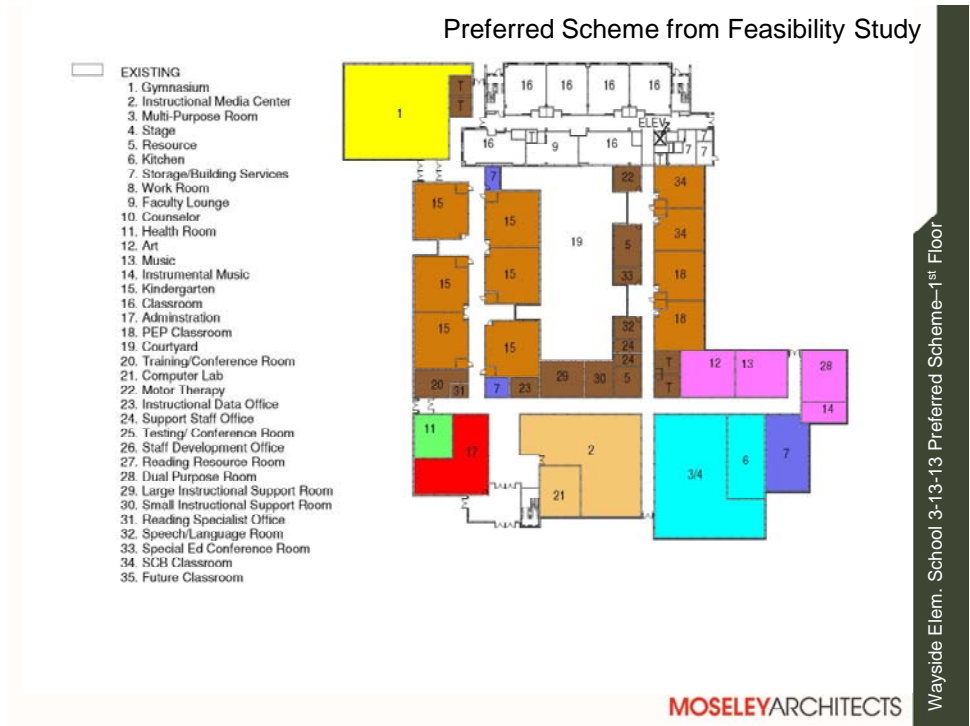 Preferred Scheme from Feasibility Study
EXISTING
1. Gymnasium
2. Instructional Media Center
3. Multi-Purpose Room
4. Stage
5. Resource
6. Kitchen
7. Storage/Building Services
8. Work Room
9. Faculty Lounge
10. Counselor
11. Health Room
12. Art
13. Music
14. Instrumental Music
15. Kindergarten
16. Classroom
17. Adminstration
18. PEP Classroom
19. Courtyard
20. Training/Conference Room
21. Computer Lab
22. Motor Therapy
23. Instructional Data Office
24. Support Staff Office
25. Testing/ Conference Room
26. Staff Development Office
27. Reading Resource Room
28. Dual Purpose Room
29. Large Instructional Support Room
30. Small Instructional Support Room
31. Reading Specialist Office
32. Speech/Language Room
33. Special Ed Conference Room
34. SCB Classroom
35. Future Classroom
1
T
T
16 16 16 16
ELEV.
16 T 9 16 T 7 7 7
15 7 22 34
15 19 5 34
15 15 33 18
15 15 32 18
24
20 31 7 23 29 30 24 5 T T 12 13 28
14
11 17 2 21 3/4 6 7
Wayside Elem. School 3-13-13 Preferred Scheme–1st Floor
MOSELEYARCHITECTS